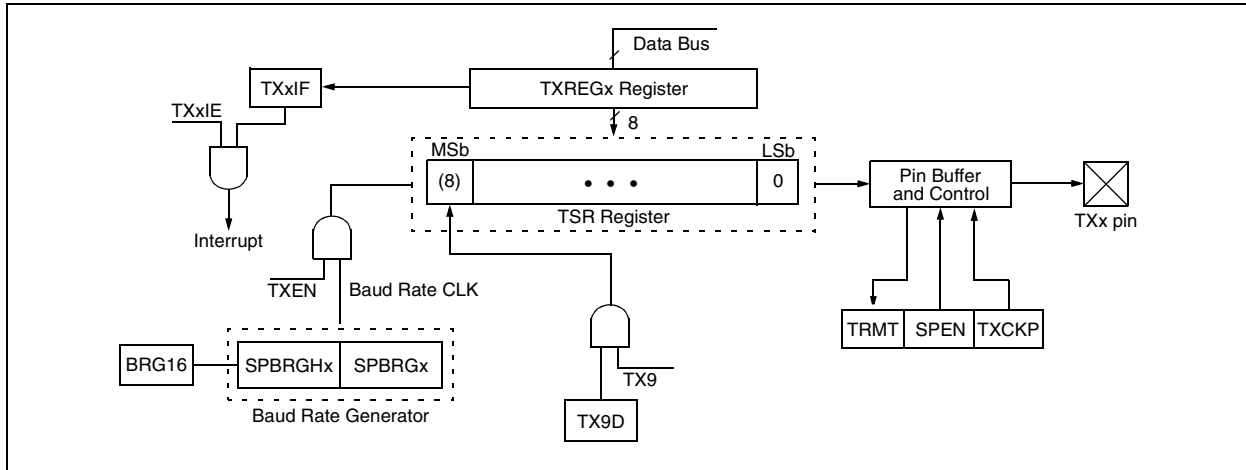 Data Bus
TXREGx Register
TXxIF
TXxIE
8
MSb
LSb
(8)
• • •
0
TSR Register
Pin Buffer
and Control
TXx pin
Interrupt
TXEN
Baud Rate CLK
TRMT
SPEN
TXCKP
BRG16
SPBRGHx
SPBRGx
TX9
Baud Rate Generator
TX9D